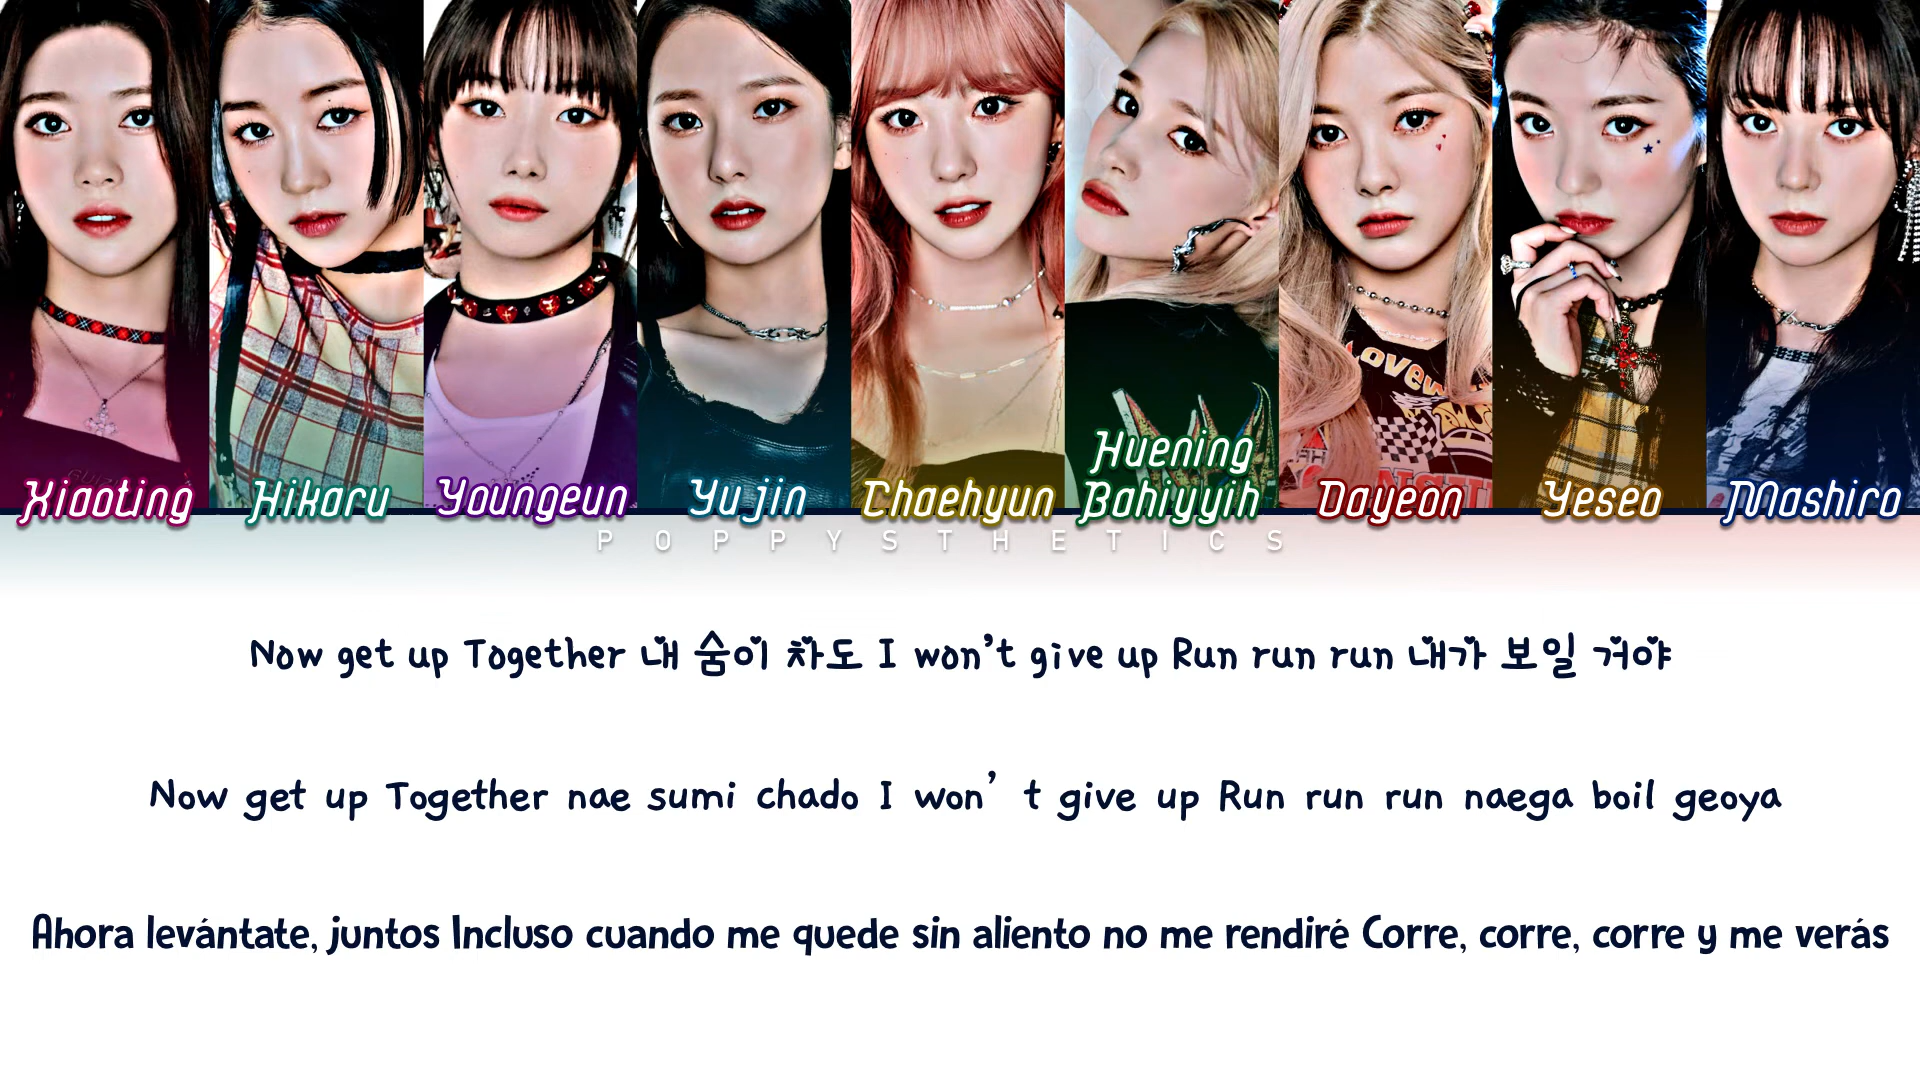 Xiaoting Hikaru Youngeun Yujin Chaehyun Huening Bahiyyih Dayeon Yeseo Mashiro
POPPYSTHETICS
Now get up Together 내 숨이 차도 I won't give up Run run run 내가 보일 거야
Now get up Together nae sumi chado I won’ t give up Run run run naega boil geoya
Ahora levántate, juntos Incluso cuando me quede sin aliento no me rendiré Corre, corre, corre y me verás